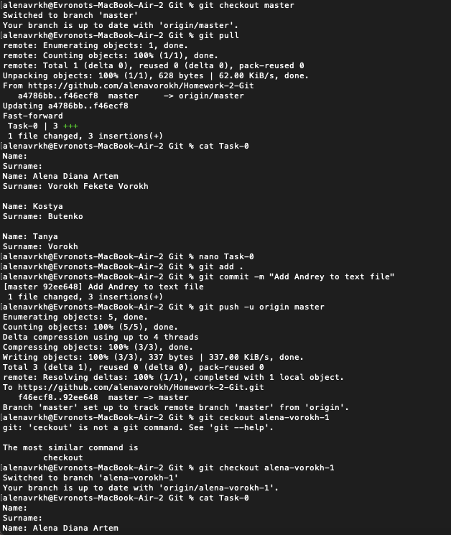 alenavrkh@Evronots-MacBook-Air-2 Git % git checkout master
Switched to branch 'master'
Your branch is up to date with 'origin/master'.
alenavrkh@Evronots-MacBook-Air-2 Git % git pull
remote: Enumerating objects: 1, done.
remote: Counting objects: 100% (1/1), done.
remote: Total 1 (delta 0), reused 0 (delta 0), pack-reused 0
Unpacking objects: 100% (1/1), 628 bytes | 62.00 KiB/s, done.
From https://github.com/alenavorokh/Homework-2-Git
   a4786bb..f46ecf8  master     -> origin/master
Updating a4786bb..f46ecf8
Fast-forward
 Task-0 | 3 +++
 1 file changed, 3 insertions(+)
alenavrkh@Evronots-MacBook-Air-2 Git % cat Task-0
Name:
Surname:
Name: Alena Diana Artem
Surname: Vorokh Fekete Vorokh

Name: Kostya
Surname: Butenko

Name: Tanya
Surname: Vorokh
alenavrkh@Evronots-MacBook-Air-2 Git % nano Task-0
alenavrkh@Evronots-MacBook-Air-2 Git % git add .
alenavrkh@Evronots-MacBook-Air-2 Git % git commit -m "Add Andrey to text file"
[master 92ee648] Add Andrey to text file
 1 file changed, 3 insertions(+)
alenavrkh@Evronots-MacBook-Air-2 Git % git push -u origin master
Enumerating objects: 5, done.
Counting objects: 100% (5/5), done.
Delta compression using up to 4 threads
Compressing objects: 100% (3/3), done.
Writing objects: 100% (3/3), 337 bytes | 337.00 KiB/s, done.
Total 3 (delta 1), reused 0 (delta 0), pack-reused 0
remote: Resolving deltas: 100% (1/1), completed with 1 local object.
To https://github.com/alenavorokh/Homework-2-Git.git
   f46ecf8..92ee648  master -> master
Branch 'master' set up to track remote branch 'master' from 'origin'.
alenavrkh@Evronots-MacBook-Air-2 Git % git ceckout alena-vorokh-1
git: 'ceckout' is not a git command. See 'git --help'.

The most similar command is
        checkout
alenavrkh@Evronots-MacBook-Air-2 Git % git checkout alena-vorokh-1
Switched to branch 'alena-vorokh-1'
Your branch is up to date with 'origin/alena-vorokh-1'.
alenavrkh@Evronots-MacBook-Air-2 Git % cat Task-0
Name:
Surname:
Name: Alena Diana Artem